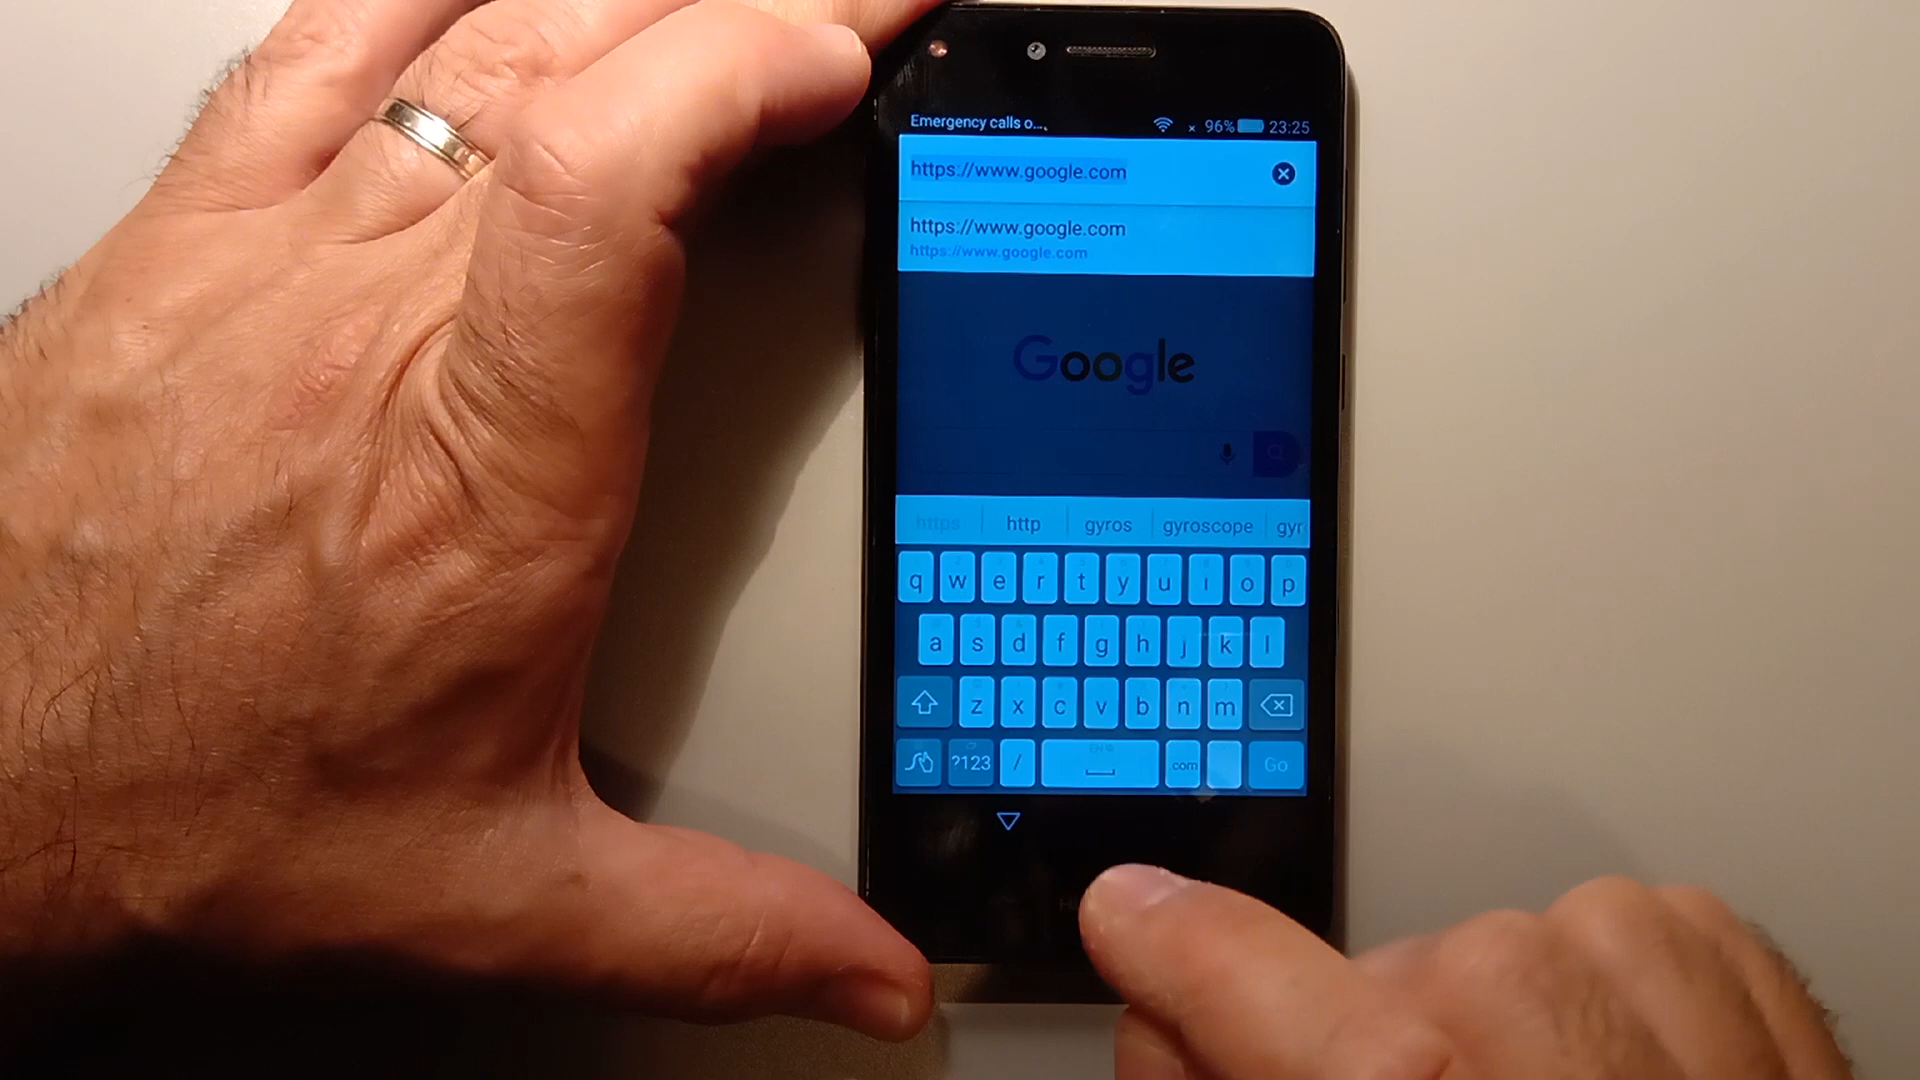 Emergency calls o...
96% 23:25
https://www.google.com
https://www.google.com
https://www.google.com
Google
https http gyros gyroscope gyr
q w e r t y u i o p
a s d f g h j k l
z x c v b n m
?123 / .com Go